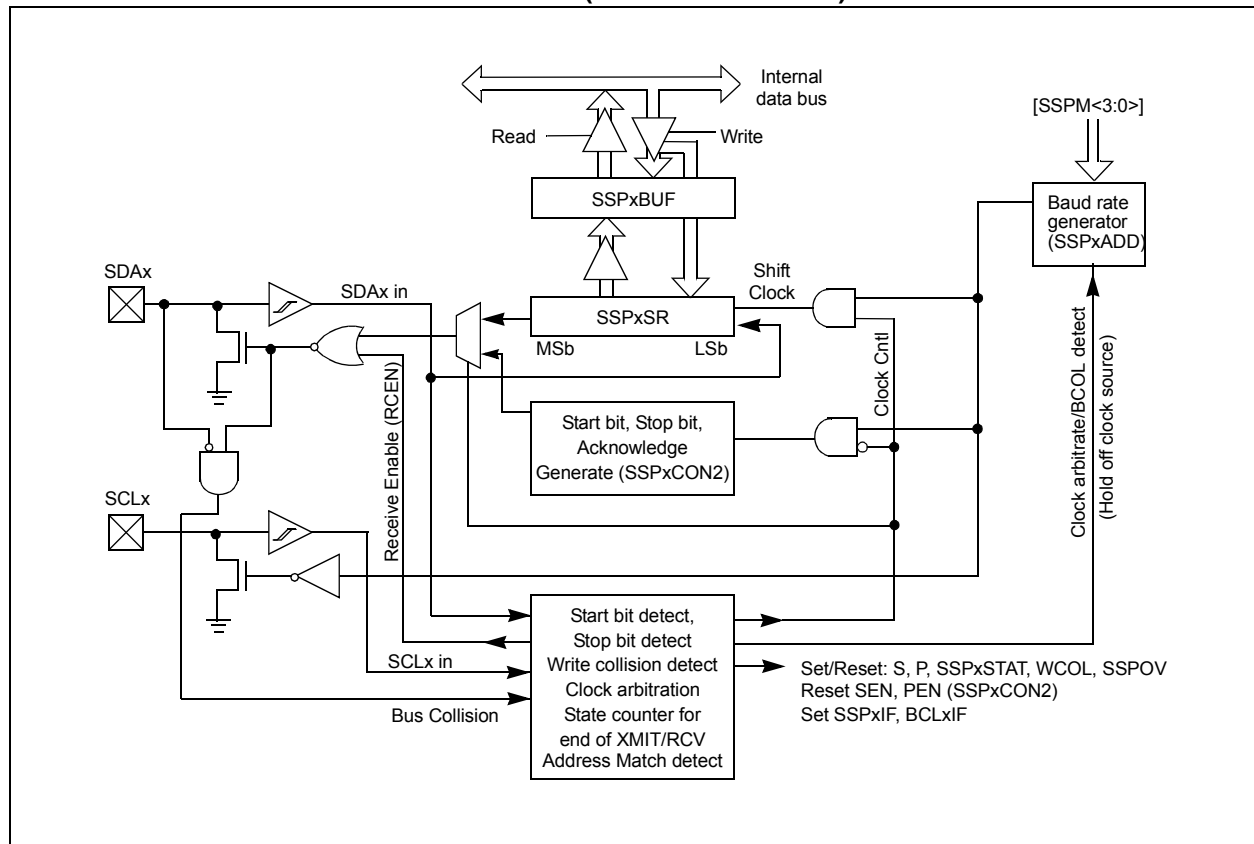 Internal
data bus
[SSPM<3:0>]
Read
Write
SSPxBUF
Baud rate
generator
(SSPxADD)
SDAx
SDAx in
Shift
Clock
SSPxSR
MSb
LSb
Clock Cntl
Clock arbitrate/BCOL detect
(Hold off clock source)
Receive Enable (RCEN)
Start bit, Stop bit,
Acknowledge
Generate (SSPxCON2)
SCLx
Start bit detect,
Stop bit detect
Write collision detect
Clock arbitration
State counter for
end of XMIT/RCV
Address Match detect
SCLx in
Bus Collision
Set/Reset: S, P, SSPxSTAT, WCOL, SSPOV
Reset SEN, PEN (SSPxCON2)
Set SSPxIF, BCLxIF